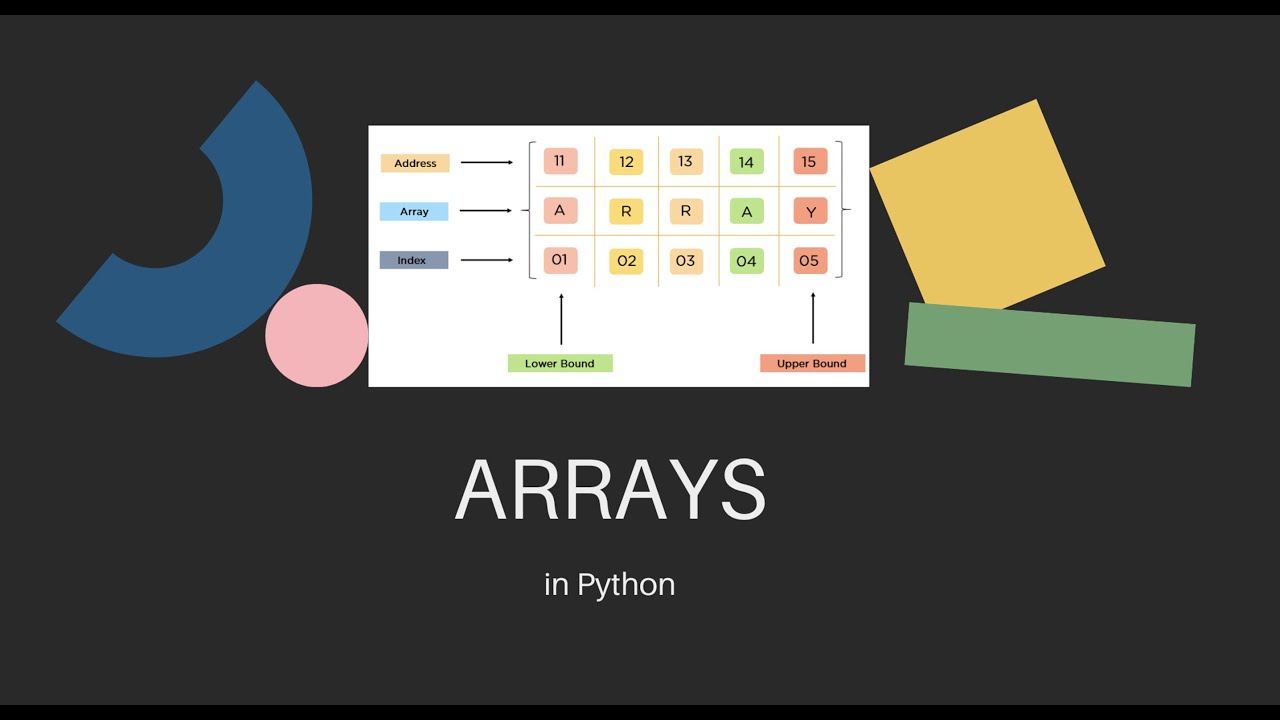 Address 11 12 13 14 15
Array A R R A Y
Index 01 02 03 04 05
Lower Bound Upper Bound
ARRAYS
in Python